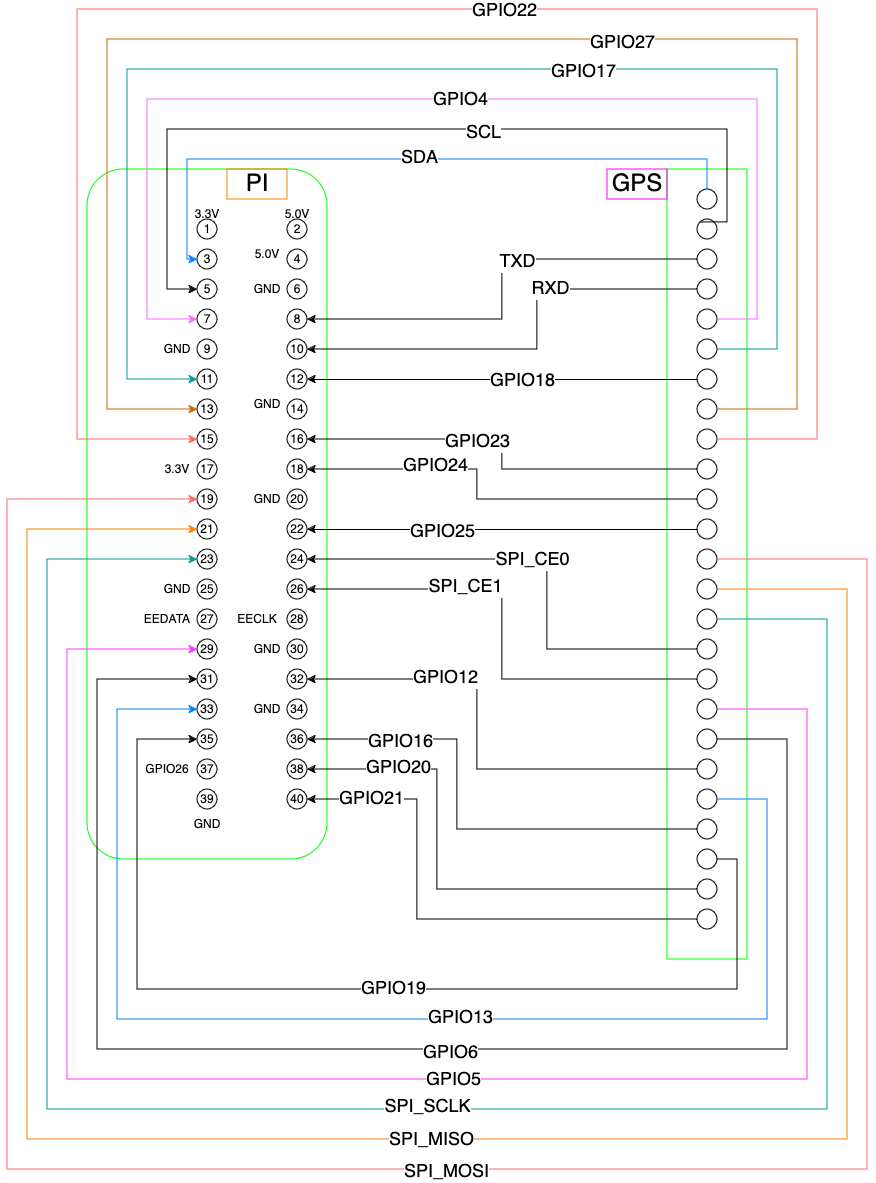 GPIO22
GPIO27
GPIO17
GPIO4
SCL
SDA
PI
GPS
3.3V 5.0V
1 2
3 5.0V 4
TXD
5 GND 6
RXD
7 8
GND 9 10
11 12 GPIO18
13 GND 14
15 16 GPIO23
3.3V 17 18 GPIO24
19 GND 20
21 22 GPIO25
23 24 SPI_CE0
GND 25 26 SPI_CE1
EEDATA 27 EECLK 28
29 GND 30
31 32 GPIO12
33 GND 34
35 36 GPIO16
GPIO26 37 38 GPIO20
39 40 GPIO21
GND
GPIO19
GPIO13
GPIO6
GPIO5
SPI_SCLK
SPI_MISO
SPI_MOSI